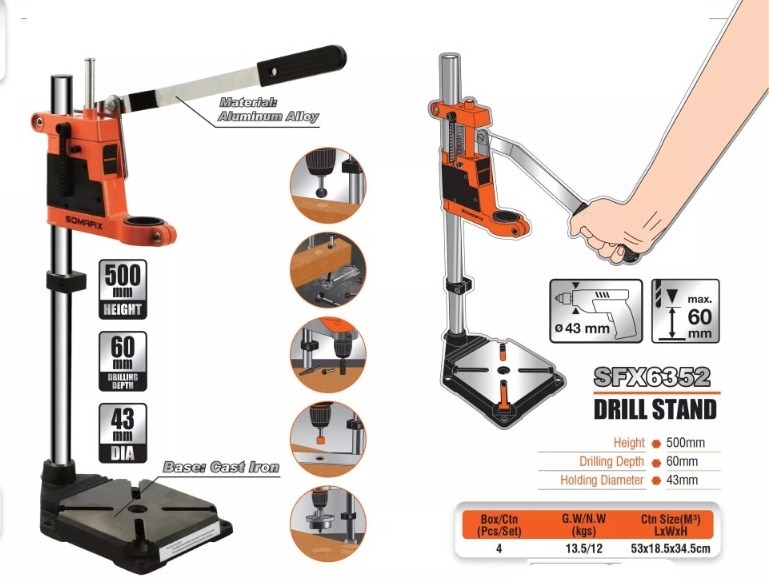 Material:
Aluminum Alloy
SOMAFIX
500
mm
HEIGHT
60
mm
DRILLING
DEPTH
43
mm
DIA
Base: Cast Iron
ø 43 mm
max.
60
mm
SFX6352
DRILL STAND
Height 500mm
Drilling Depth 60mm
Holding Diameter 43mm
Box/Ctn G.W/N.W Ctn Size(M³)
(Pcs/Set) (kgs) LxWxH
4 13.5/12 53x18.5x34.5cm